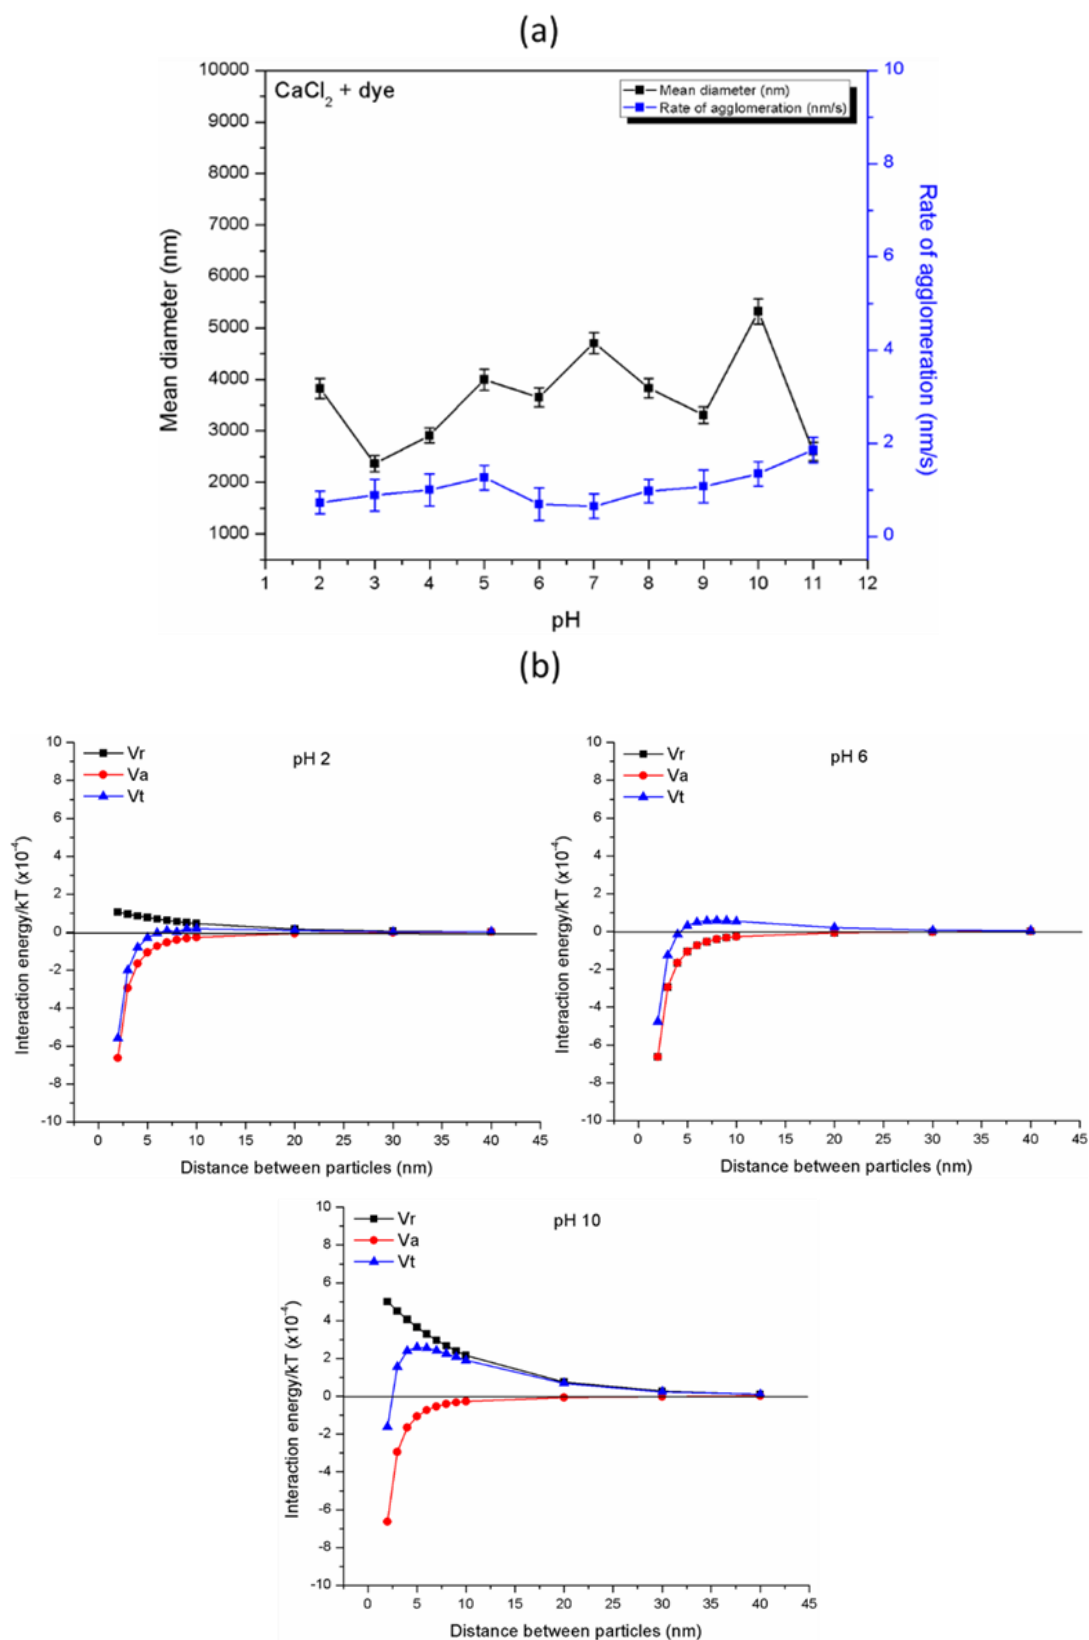 (a)
CaCl₂ + dye
Mean diameter (nm)
Rate of agglomeration (nm/s)
10000
9000
8000
7000
6000
5000
4000
3000
2000
1000
Mean diameter (nm)
10
8
6
4
2
0
Rate of agglomeration (nm/s)
1 2 3 4 5 6 7 8 9 10 11 12
pH
(b)
pH 2
Vr
Va
Vt
10
8
6
4
2
0
-2
-4
-6
-8
-10
Interaction energy/kT (x10⁻⁴)
0 5 10 15 20 25 30 35 40 45
Distance between particles (nm)
pH 6
Vr
Va
Vt
10
8
6
4
2
0
-2
-4
-6
-8
-10
Interaction energy/kT (x10⁻⁴)
0 5 10 15 20 25 30 35 40 45
Distance between particles (nm)
pH 10
Vr
Va
Vt
10
8
6
4
2
0
-2
-4
-6
-8
-10
Interaction energy/kT (x10⁻⁴)
0 5 10 15 20 25 30 35 40 45
Distance between particles (nm)